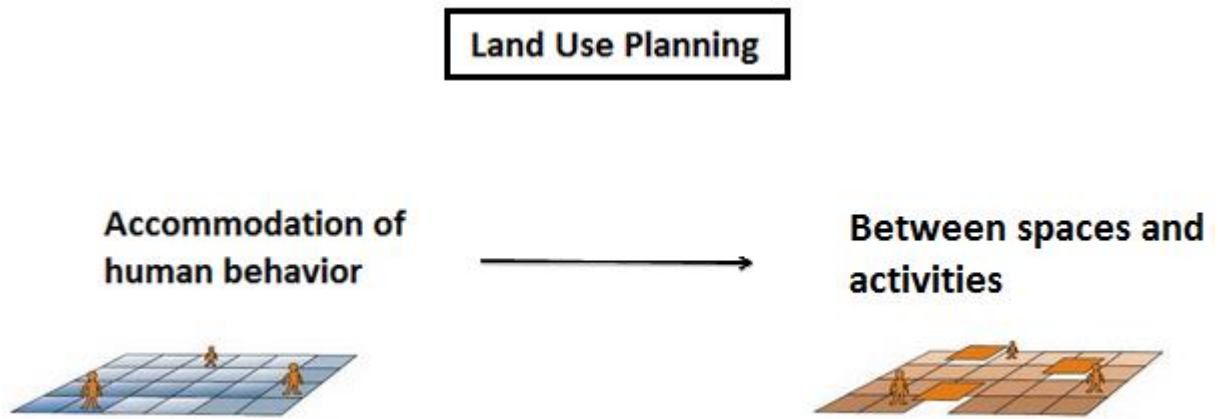 Land Use Planning
Accommodation of
human behavior
Between spaces and
activities